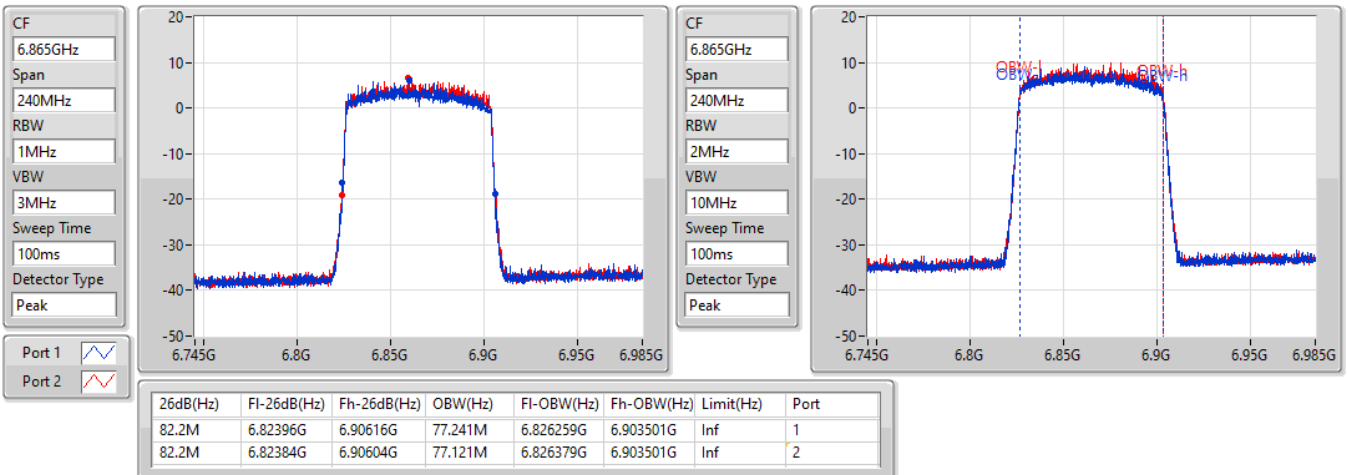 CF
6.865GHz
Span
240MHz
RBW
1MHz
VBW
3MHz
Sweep Time
100ms
Detector Type
Peak
Port 1
Port 2
20
10
0
-10
-20
-30
-40
-50
6.745G 6.8G 6.85G 6.9G 6.95G 6.985G
CF
6.865GHz
Span
240MHz
RBW
2MHz
VBW
10MHz
Sweep Time
100ms
Detector Type
Peak
20
10
0
-10
-20
-30
-40
-50
OBW-l OBW-h
OBW-l OBW-h
6.745G 6.8G 6.85G 6.9G 6.95G 6.985G
26dB(Hz) Fl-26dB(Hz) Fh-26dB(Hz) OBW(Hz) Fl-OBW(Hz) Fh-OBW(Hz) Limit(Hz) Port
82.2M 6.82396G 6.90616G 77.241M 6.826259G 6.903501G Inf 1
82.2M 6.82384G 6.90604G 77.121M 6.826379G 6.903501G Inf 2